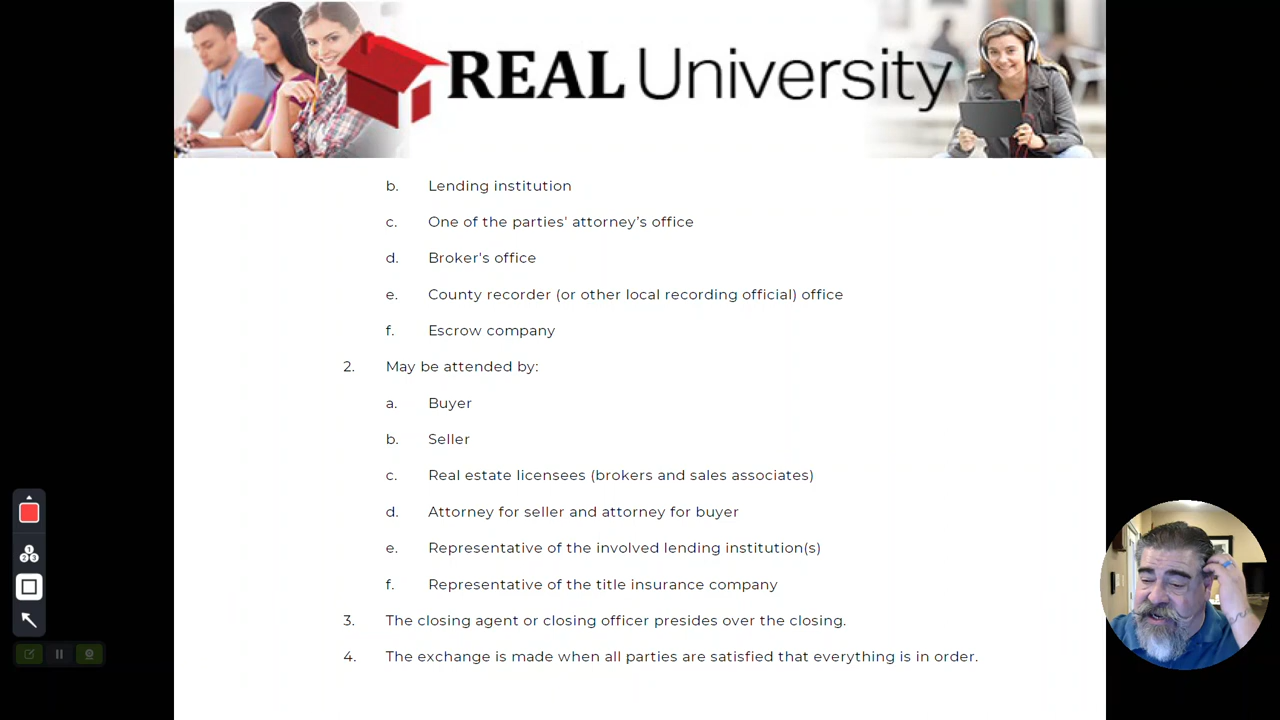 REAL University
b. Lending institution
c. One of the parties' attorney’s office
d. Broker's office
e. County recorder (or other local recording official) office
f. Escrow company
2. May be attended by:
a. Buyer
b. Seller
c. Real estate licensees (brokers and sales associates)
d. Attorney for seller and attorney for buyer
e. Representative of the involved lending institution(s)
f. Representative of the title insurance company
3. The closing agent or closing officer presides over the closing.
4. The exchange is made when all parties are satisfied that everything is in order.